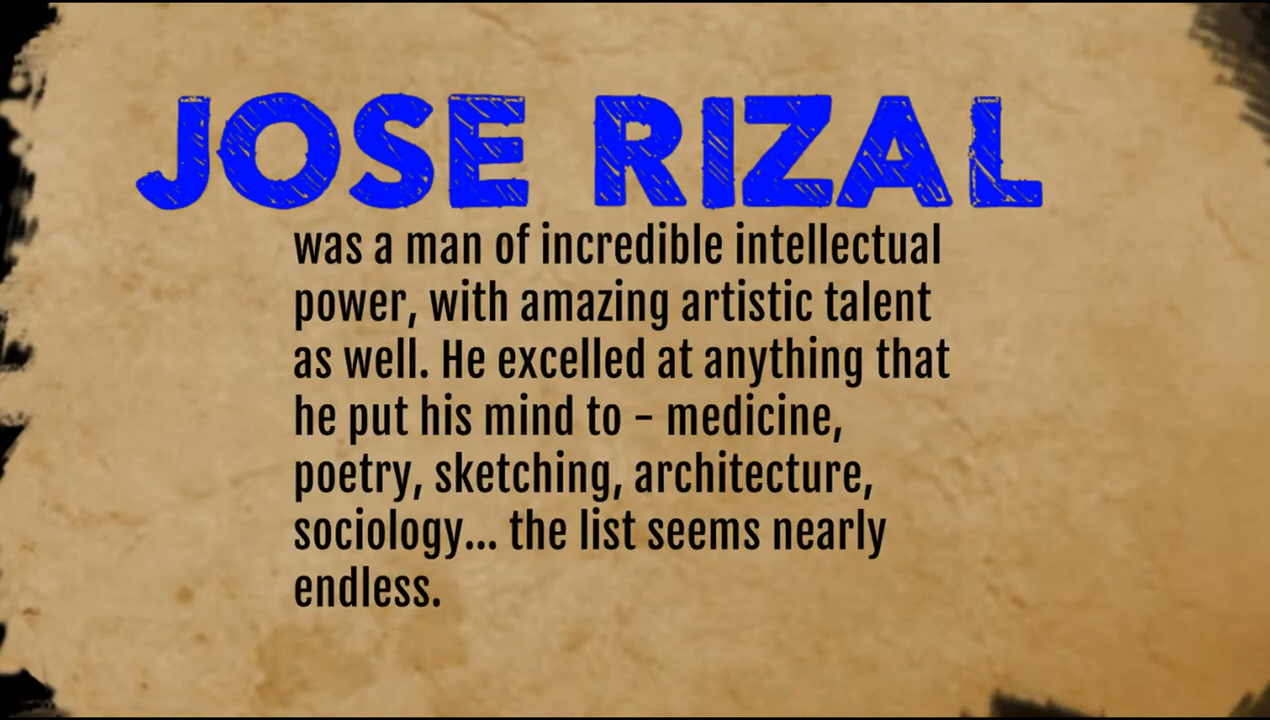 JOSE RIZAL
was a man of incredible intellectual
power, with amazing artistic talent
as well. He excelled at anything that
he put his mind to – medicine,
poetry, sketching, architecture,
sociology... the list seems nearly
endless.